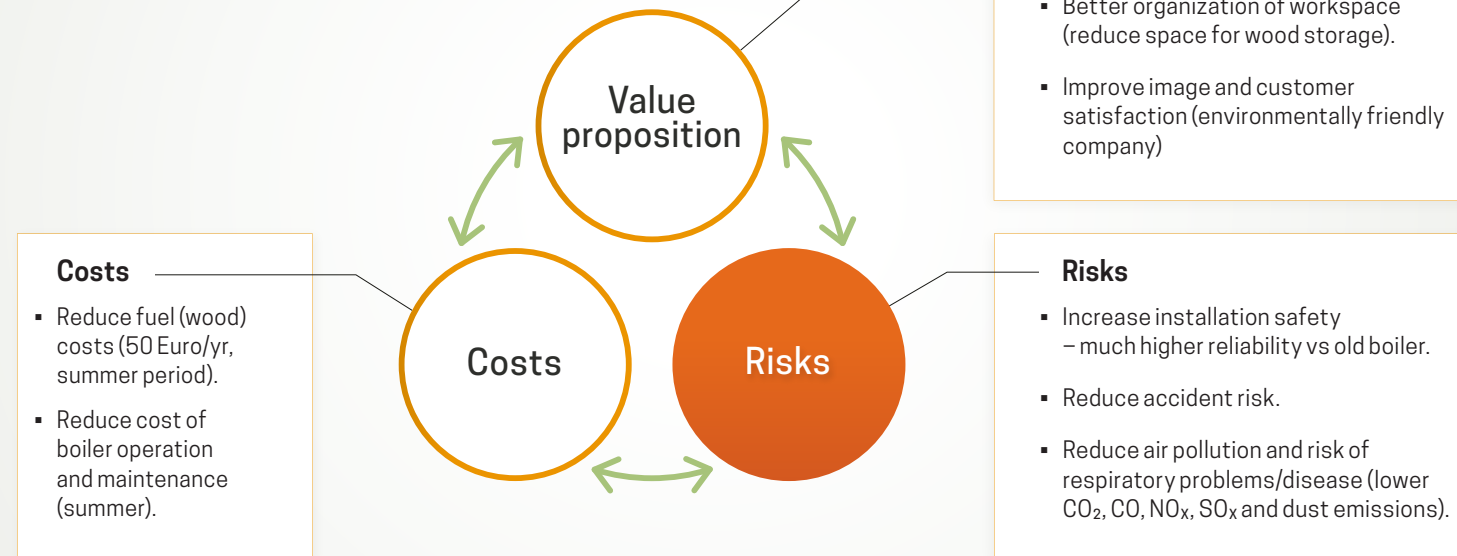 ▪ Better organization of workspace
(reduce space for wood storage).
▪ Improve image and customer
satisfaction (environmentally friendly
company)
Value
proposition
Costs
▪ Reduce fuel (wood)
costs (50 Euro/yr,
summer period).
▪ Reduce cost of
boiler operation
and maintenance
(summer).
Costs
Risks
Risks
▪ Increase installation safety
– much higher reliability vs old boiler.
▪ Reduce accident risk.
▪ Reduce air pollution and risk of
respiratory problems/disease (lower
CO₂, CO, NOₓ, SOₓ and dust emissions).